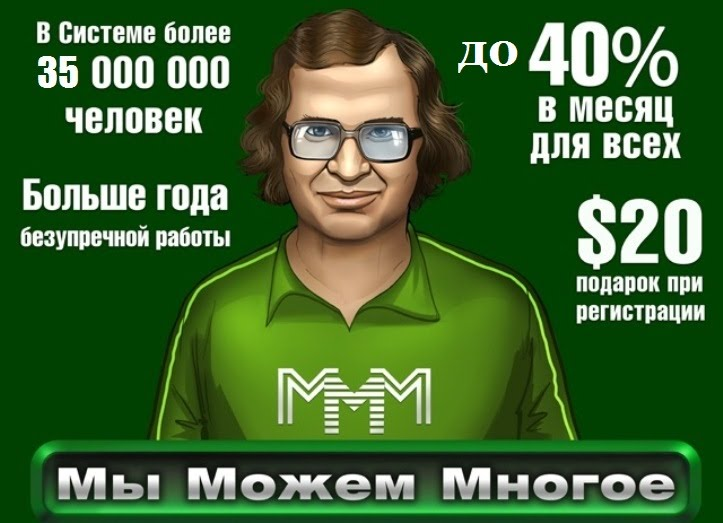 В Системе более
35 000 000
человек
Больше года
безупречной работы
до 40%
в месяц
для всех
$20
подарок при
регистрации
МММ
Мы Можем Многое